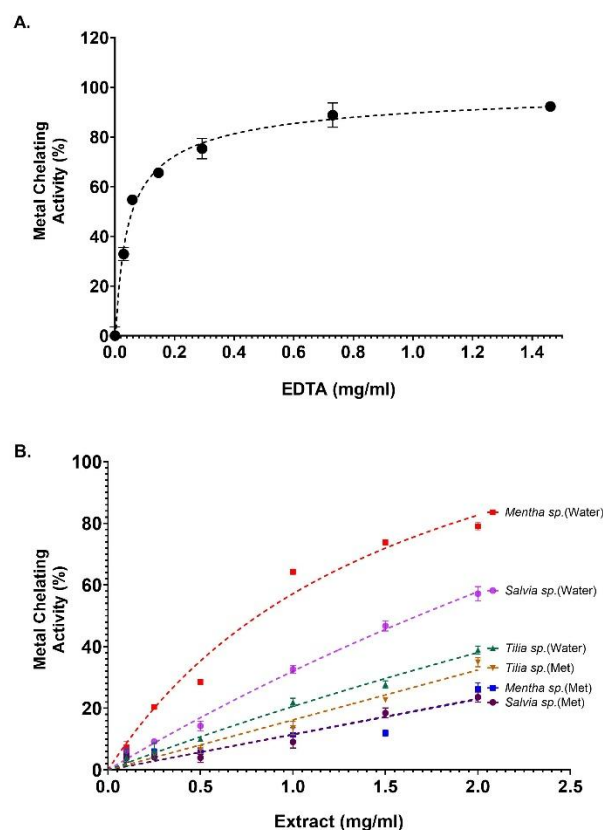 A.
120
100
80
60
40
20
0
Metal Chelating
Activity (%)
0.0 0.2 0.4 0.6 0.8 1.0 1.2 1.4
EDTA (mg/ml)
B.
100
80
60
40
20
0
Metal Chelating
Activity (%)
Mentha sp.(Water)
Salvia sp.(Water)
Tilia sp.(Water)
Tilia sp.(Met)
Mentha sp.(Met)
Salvia sp.(Met)
0.0 0.5 1.0 1.5 2.0 2.5
Extract (mg/ml)